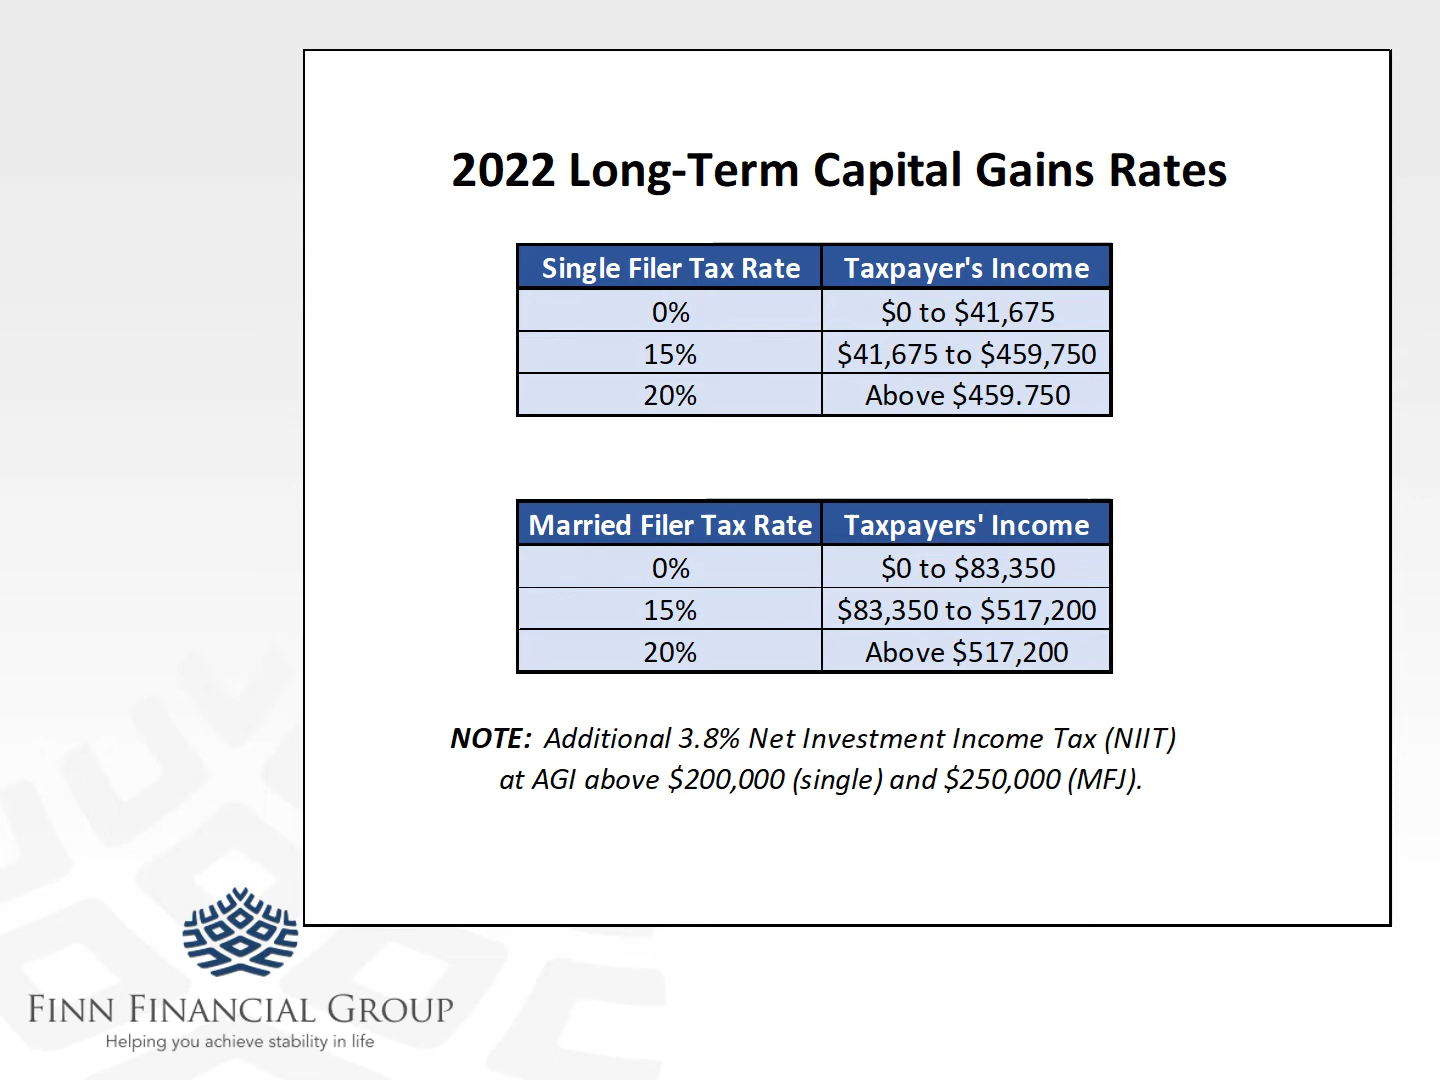 2022 Long-Term Capital Gains Rates
Single Filer Tax Rate Taxpayer's Income
0% $0 to $41,675
15% $41,675 to $459,750
20% Above $459.750
Married Filer Tax Rate Taxpayers' Income
0% $0 to $83,350
15% $83,350 to $517,200
20% Above $517,200
NOTE: Additional 3.8% Net Investment Income Tax (NIIT)
at AGI above $200,000 (single) and $250,000 (MFJ).
FINN FINANCIAL GROUP
Helping you achieve stability in life